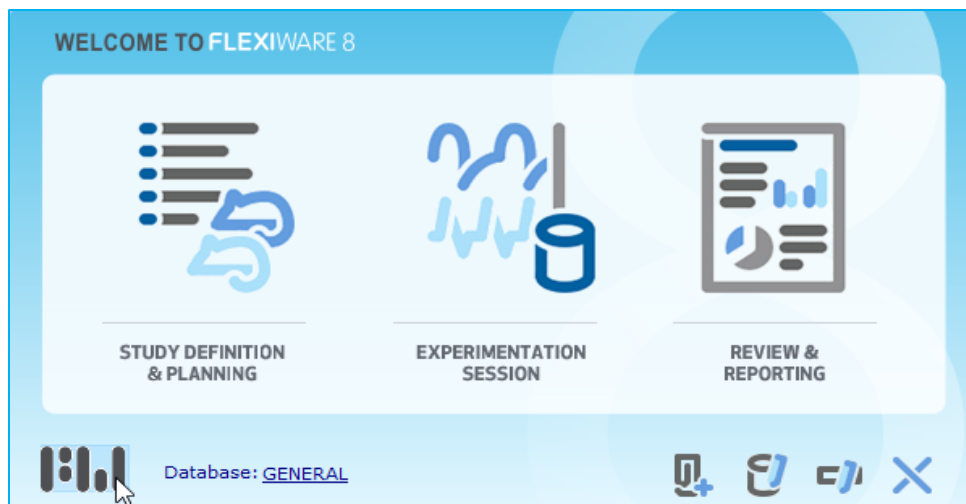 WELCOME TO FLEXIWARE 8
STUDY DEFINITION
& PLANNING
EXPERIMENTATION
SESSION
REVIEW &
REPORTING
Database: GENERAL